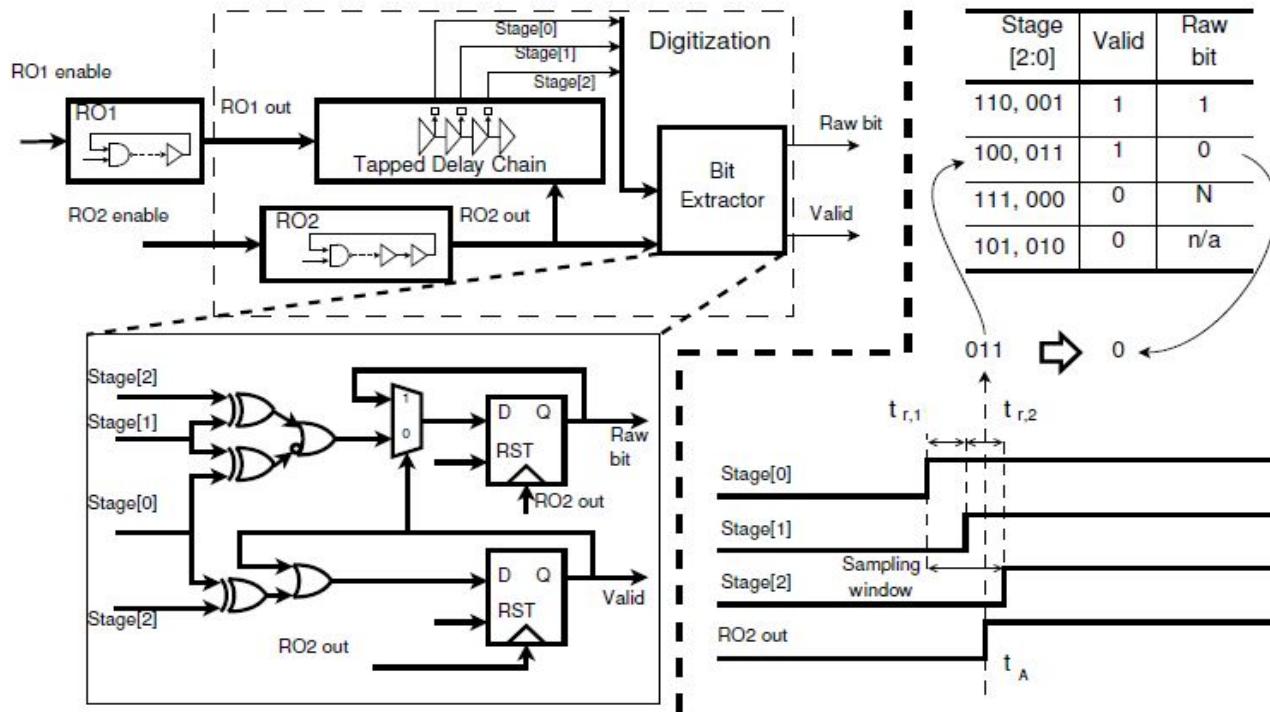 Stage[0]
Stage[1]
Stage[2]
Digitization
RO1 enable
RO1
RO1 out
Tapped Delay Chain
RO2 enable
RO2
RO2 out
Bit
Extractor
Raw bit
Valid
Stage
[2:0]
Valid
Raw
bit
110, 001
1
1
100, 011
1
0
111, 000
0
N
101, 010
0
n/a
011
0
Stage[2]
Stage[1]
Stage[0]
Stage[2]
1
0
D Q
RST
Raw
bit
RO2 out
D Q
RST
Valid
RO2 out
t r,1
t r,2
Stage[0]
Stage[1]
Sampling
window
Stage[2]
RO2 out
t A